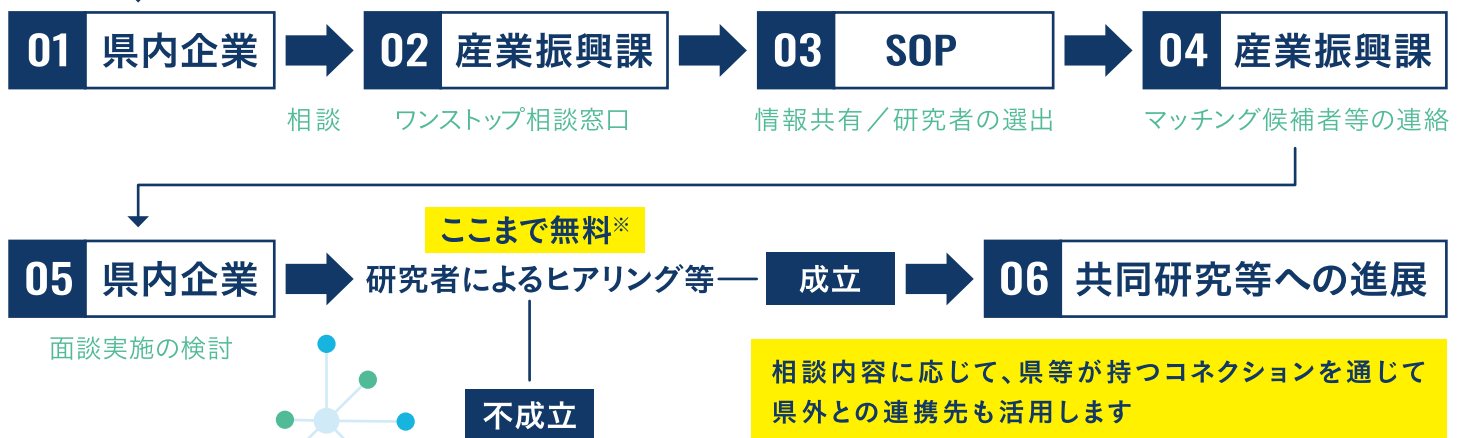 01 県内企業
相談
02 産業振興課
ワンストップ相談窓口
03 SOP
情報共有／研究者の選出
04 産業振興課
マッチング候補者等の連絡
05 県内企業
面談実施の検討
ここまで無料※
研究者によるヒアリング等
成立
不成立
06 共同研究等への進展
相談内容に応じて、県等が持つコネクションを通じて
県外との連携先も活用します